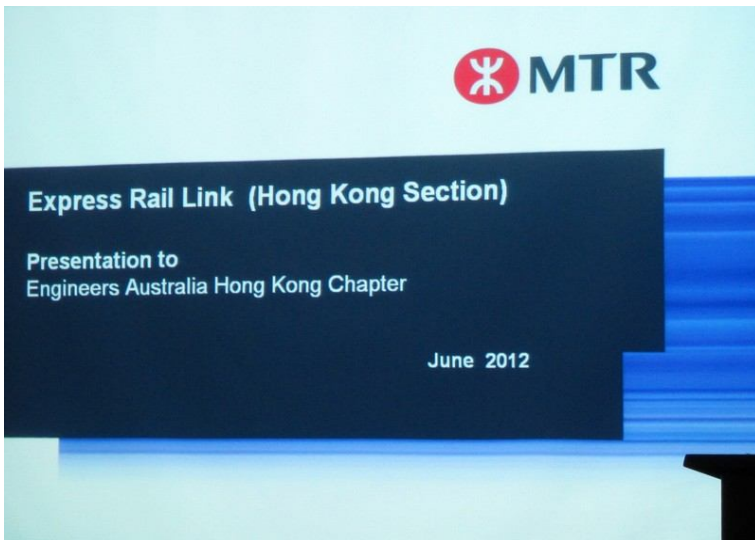 MTR
Express Rail Link (Hong Kong Section)
Presentation to
Engineers Australia Hong Kong Chapter
June 2012